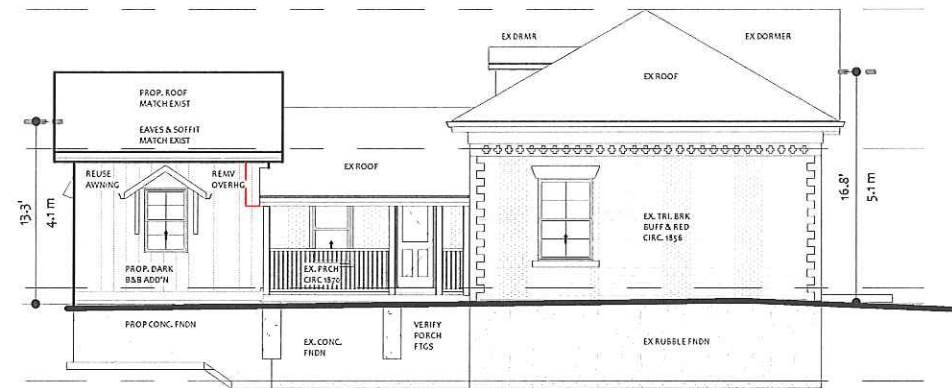 EX DRMR
EX DORMER
EX ROOF
PROP. ROOF
MATCH EXIST
EAVES & SOFFIT
MATCH EXIST
EX ROOF
REUSE
AWNING
REMV
OVERHG
13.3'
4.1 m
16.8'
5.1 m
EX. TRI. BRK
BUFF & RED
CIRC. 1856
PROP. DARK
B&B ADD'N
EX. PRCH
CIRC 1870
PROP CONC. FNDN
EX. CONC.
FNDN
VERIFY
PORCH
FTGS
EX RUBBLE FNDN